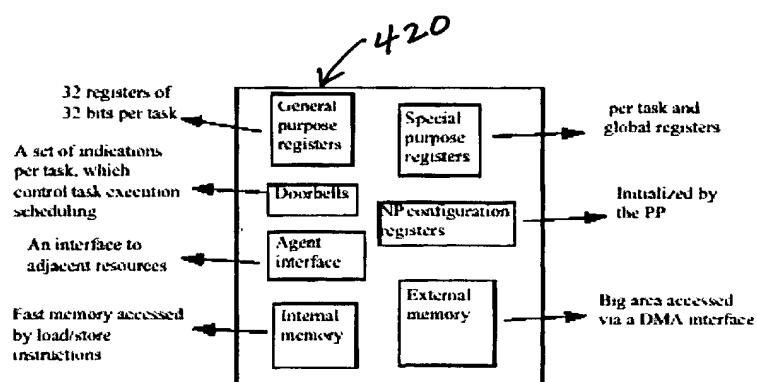 420
32 registers of
32 bits per task
General
purpose
registers
Special
purpose
registers
per task and
global registers
A set of indications
per task, which
control task execution
scheduling
Doorbells
NP configuration
registers
Initialized by
the PP
An interface to
adjacent resources
Agent
interface
Fast memory accessed
by load/store
instructions
Internal
memory
External
memory
Big area accessed
via a DMA interface